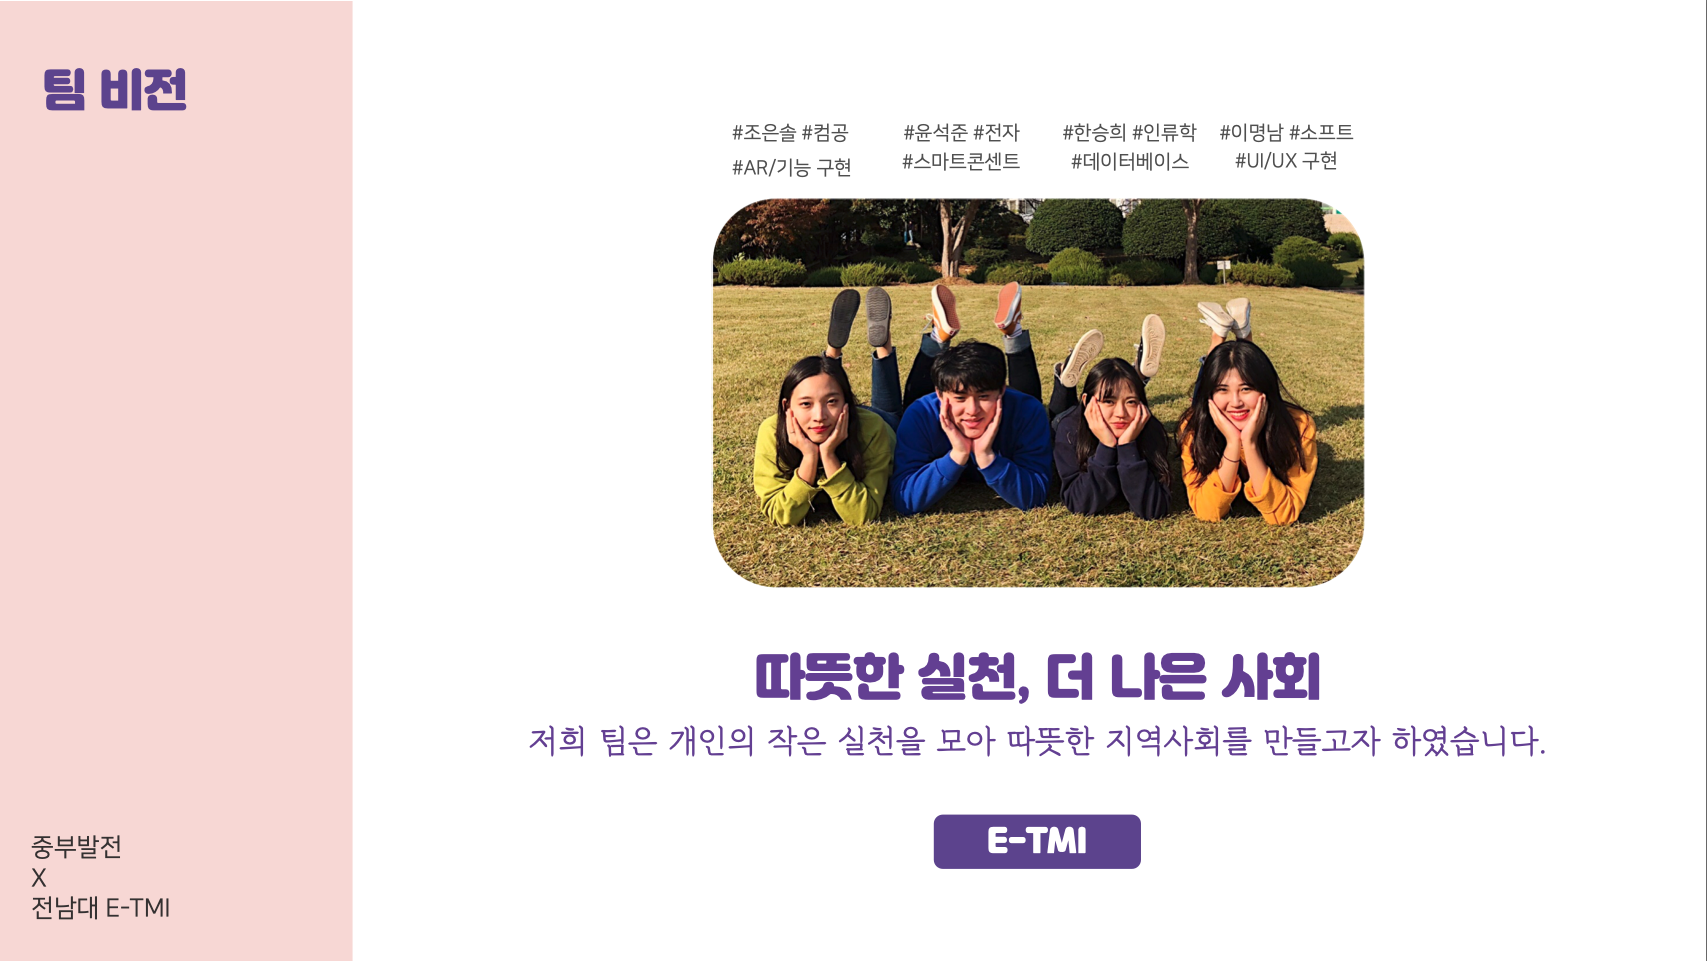 팀 비전
#조은솔 #컴공
#AR/기능 구현
#윤석준 #전자
#스마트콘센트
#한승희 #인류학
#데이터베이스
#이명남 #소프트
#UI/UX 구현
따뜻한 실천, 더 나은 사회
저희 팀은 개인의 작은 실천을 모아 따뜻한 지역사회를 만들고자 하였습니다.
E-TMI
중부발전
X
전남대 E-TMI